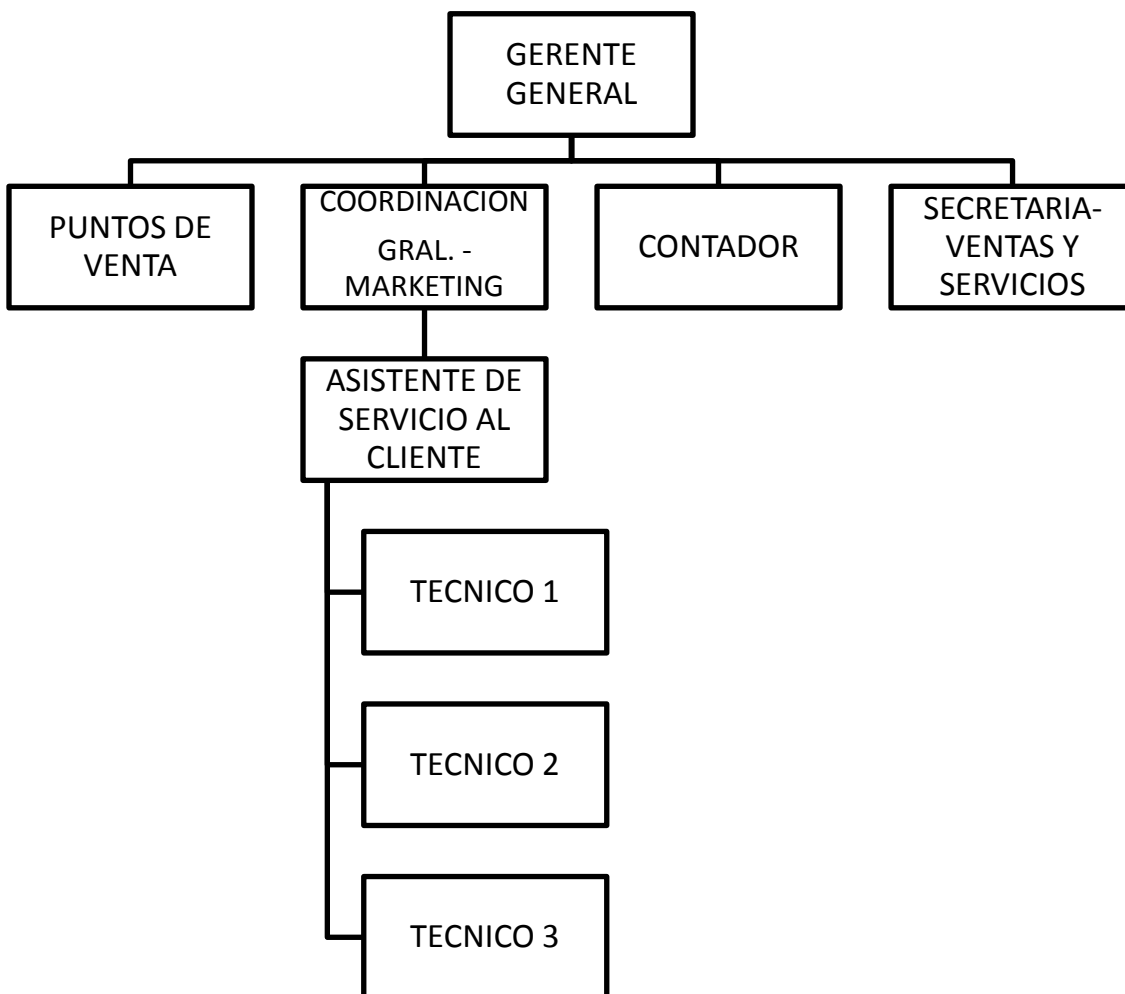 GERENTE
GENERAL
PUNTOS DE
VENTA
COORDINACION
GRAL. -
MARKETING
CONTADOR
SECRETARIA-
VENTAS Y
SERVICIOS
ASISTENTE DE
SERVICIO AL
CLIENTE
TECNICO 1
TECNICO 2
TECNICO 3